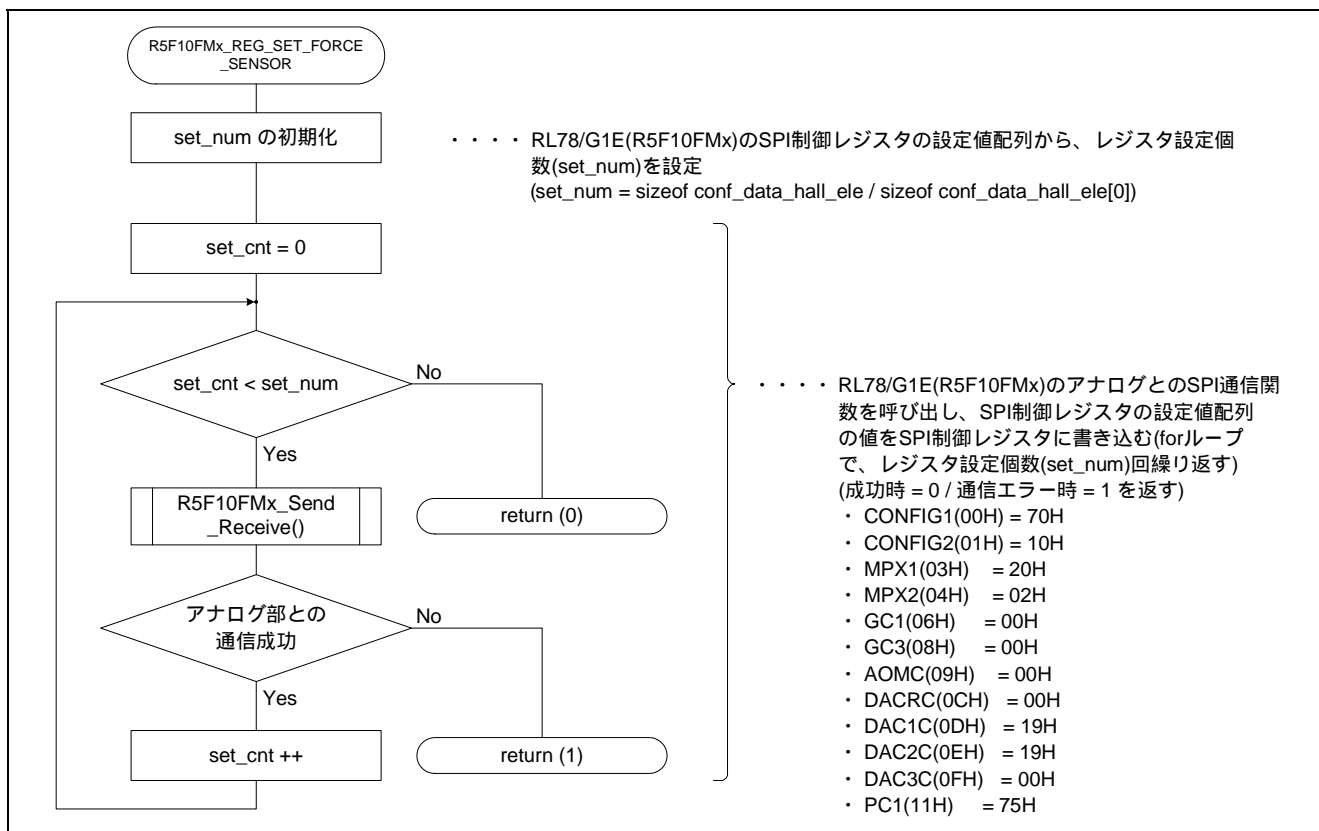 R5F10FMx_REG_SET_FORCE
_SENSOR
set_num の初期化
・・・・ RL78/G1E(R5F10FMx)のSPI制御レジスタの設定値配列から、レジスタ設定個
数(set_num)を設定
(set_num = sizeof conf_data_hall_ele / sizeof conf_data_hall_ele[0])
set_cnt = 0
set_cnt < set_num
No
Yes
R5F10FMx_Send
_Receive()
return (0)
アナログ部との
通信成功
No
Yes
set_cnt ++
return (1)
・・・・ RL78/G1E(R5F10FMx)のアナログとのSPI通信関
数を呼び出し、SPI制御レジスタの設定値配列
の値をSPI制御レジスタに書き込む(forループ
で、レジスタ設定個数(set_num)回繰り返す)
(成功時 = 0 / 通信エラー時 = 1 を返す)
・ CONFIG1(00H) = 70H
・ CONFIG2(01H) = 10H
・ MPX1(03H) = 20H
・ MPX2(04H) = 02H
・ GC1(06H) = 00H
・ GC3(08H) = 00H
・ AOMC(09H) = 00H
・ DACRC(0CH) = 00H
・ DAC1C(0DH) = 19H
・ DAC2C(0EH) = 19H
・ DAC3C(0FH) = 00H
・ PC1(11H) = 75H